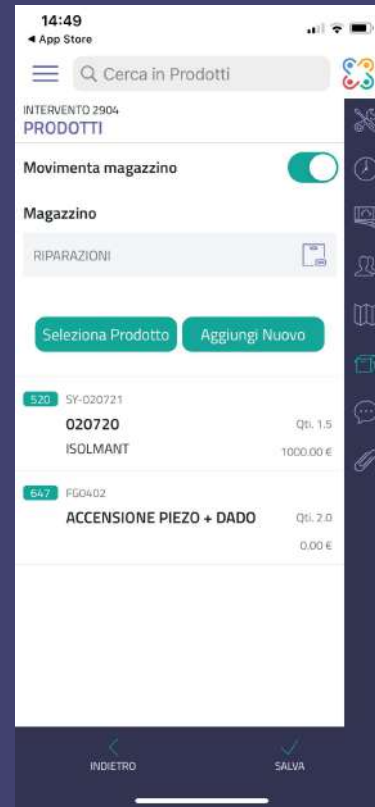 14:49
App Store
Cerca in Prodotti
INTERVENTO 2904
PRODOTTI
Movimenta magazzino
Magazzino
RIPARAZIONI
Seleziona Prodotto
Aggiungi Nuovo
520 SY-020721
020720 Qti. 1.5
ISOLMANT 1000.00 €
647 FG0402
ACCENSIONE PIEZO + DADO Qti. 2.0
0.00 €
INDIETRO SALVA